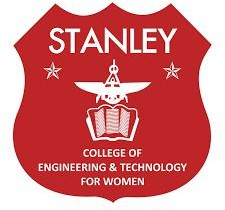 STANLEY
COLLEGE OF
ENGINEERING & TECHNOLOGY
FOR WOMEN